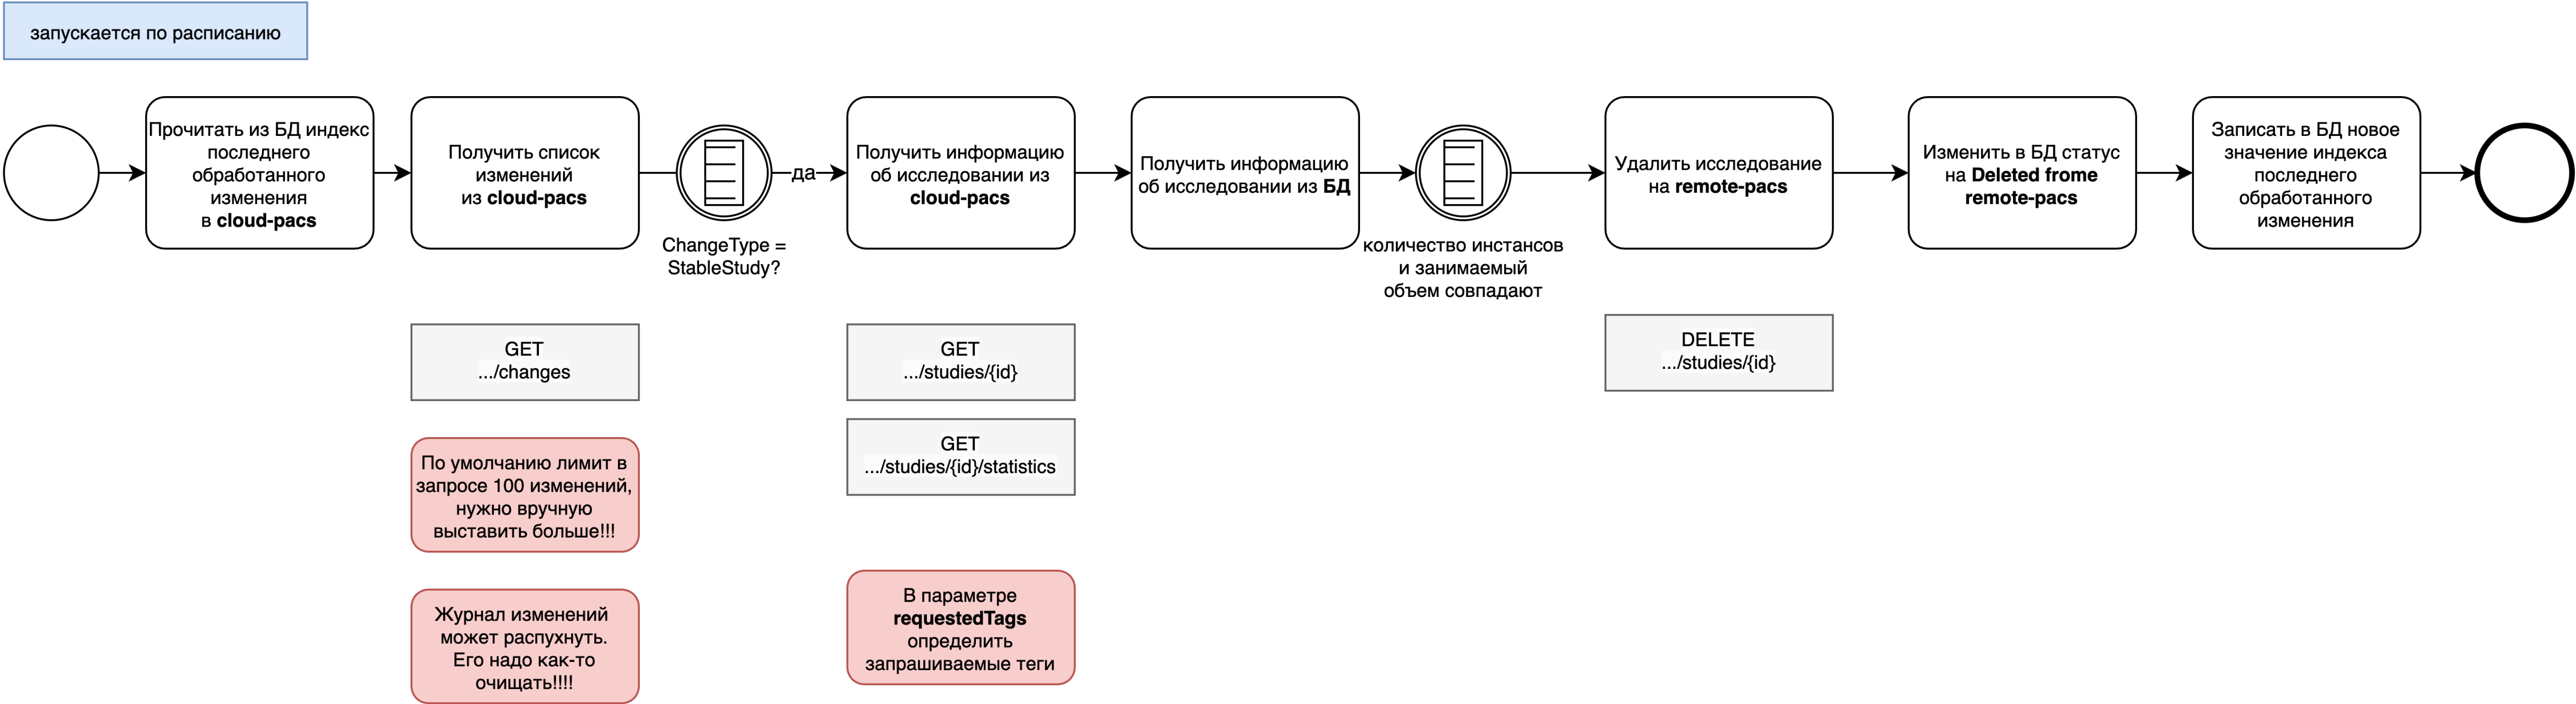 запускается по расписанию
Прочитать из БД индекс
последнего
обработанного
изменения
в cloud-pacs
Получить список
изменений
из cloud-pacs
ChangeType =
StableStudy?
да
Получить информацию
об исследовании из
cloud-pacs
Получить информацию
об исследовании из БД
количество инстансов
и занимаемый
объем совпадают
Удалить исследование
на remote-pacs
Изменить в БД статус
на Deleted frome
remote-pacs
Записать в БД новое
значение индекса
последнего
обработанного
изменения
GET
.../changes
GET
.../studies/{id}
DELETE
.../studies/{id}
GET
.../studies/{id}/statistics
По умолчанию лимит в
запросе 100 изменений,
нужно вручную
выставить больше!!!
Журнал изменений
может распухнуть.
Его надо как-то
очищать!!!!
В параметре
requestedTags
определить
запрашиваемые теги